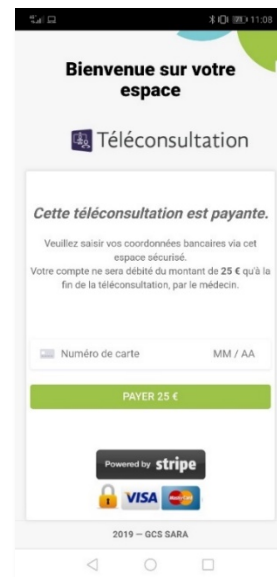 11:08
Bienvenue sur votre
espace
Téléconsultation
Cette téléconsultation est payante.
Veuillez saisir vos coordonnées bancaires via cet
espace sécurisé.
Votre compte ne sera débité du montant de 25 € qu'à la
fin de la téléconsultation, par le médecin.
Numéro de carte MM / AA
PAYER 25 €
Powered by stripe
VISA MasterCard
2019 – GCS SARA